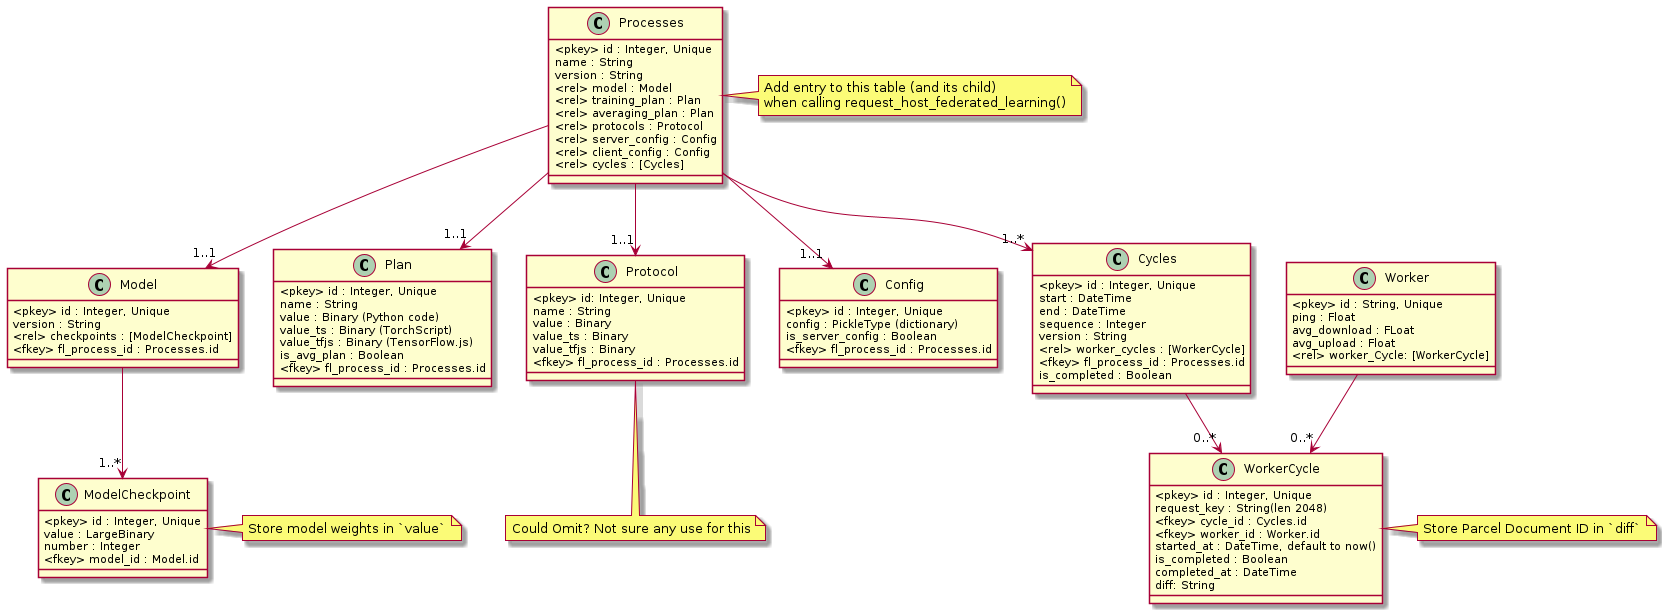 C Processes
<pkey> id : Integer, Unique
name : String
version : String
<rel> model : Model
<rel> training_plan : Plan
<rel> averaging_plan : Plan
<rel> protocols : Protocol
<rel> server_config : Config
<rel> client_config : Config
<rel> cycles : [Cycles]
Add entry to this table (and its child)
when calling request_host_federated_learning()
1..1
1..1
1..1
1..1
1..*
C Model
<pkey> id : Integer, Unique
version : String
<rel> checkpoints : [ModelCheckpoint]
<fkey> fl_process_id : Processes.id
C Plan
<pkey> id : Integer, Unique
name : String
value : Binary (Python code)
value_ts : Binary (TorchScript)
value_tfjs : Binary (TensorFlow.js)
is_avg_plan : Boolean
<fkey> fl_process_id : Processes.id
C Protocol
<pkey> id: Integer, Unique
name : String
value : Binary
value_ts : Binary
value_tfjs : Binary
<fkey> fl_process_id : Processes.id
C Config
<pkey> id : Integer, Unique
config : PickleType (dictionary)
is_server_config : Boolean
<fkey> fl_process_id : Processes.id
C Cycles
<pkey> id : Integer, Unique
start : DateTime
end : DateTime
sequence : Integer
version : String
<rel> worker_cycles : [WorkerCycle]
<fkey> fl_process_id : Processes.id
is_completed : Boolean
C Worker
<pkey> id : String, Unique
ping : Float
avg_download : FLoat
avg_upload : Float
<rel> worker_Cycle: [WorkerCycle]
1..*
0..*
0..*
C ModelCheckpoint
<pkey> id : Integer, Unique
value : LargeBinary
number : Integer
<fkey> model_id : Model.id
Store model weights in `value`
Could Omit? Not sure any use for this
C WorkerCycle
<pkey> id : Integer, Unique
request_key : String(len 2048)
<fkey> cycle_id : Cycles.id
<fkey> worker_id : Worker.id
started_at : DateTime, default to now()
is_completed : Boolean
completed_at : DateTime
diff: String
Store Parcel Document ID in `diff`